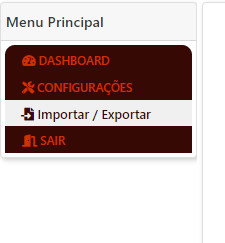 Menu Principal
DASHBOARD
CONFIGURAÇÕES
Importar / Exportar
SAIR